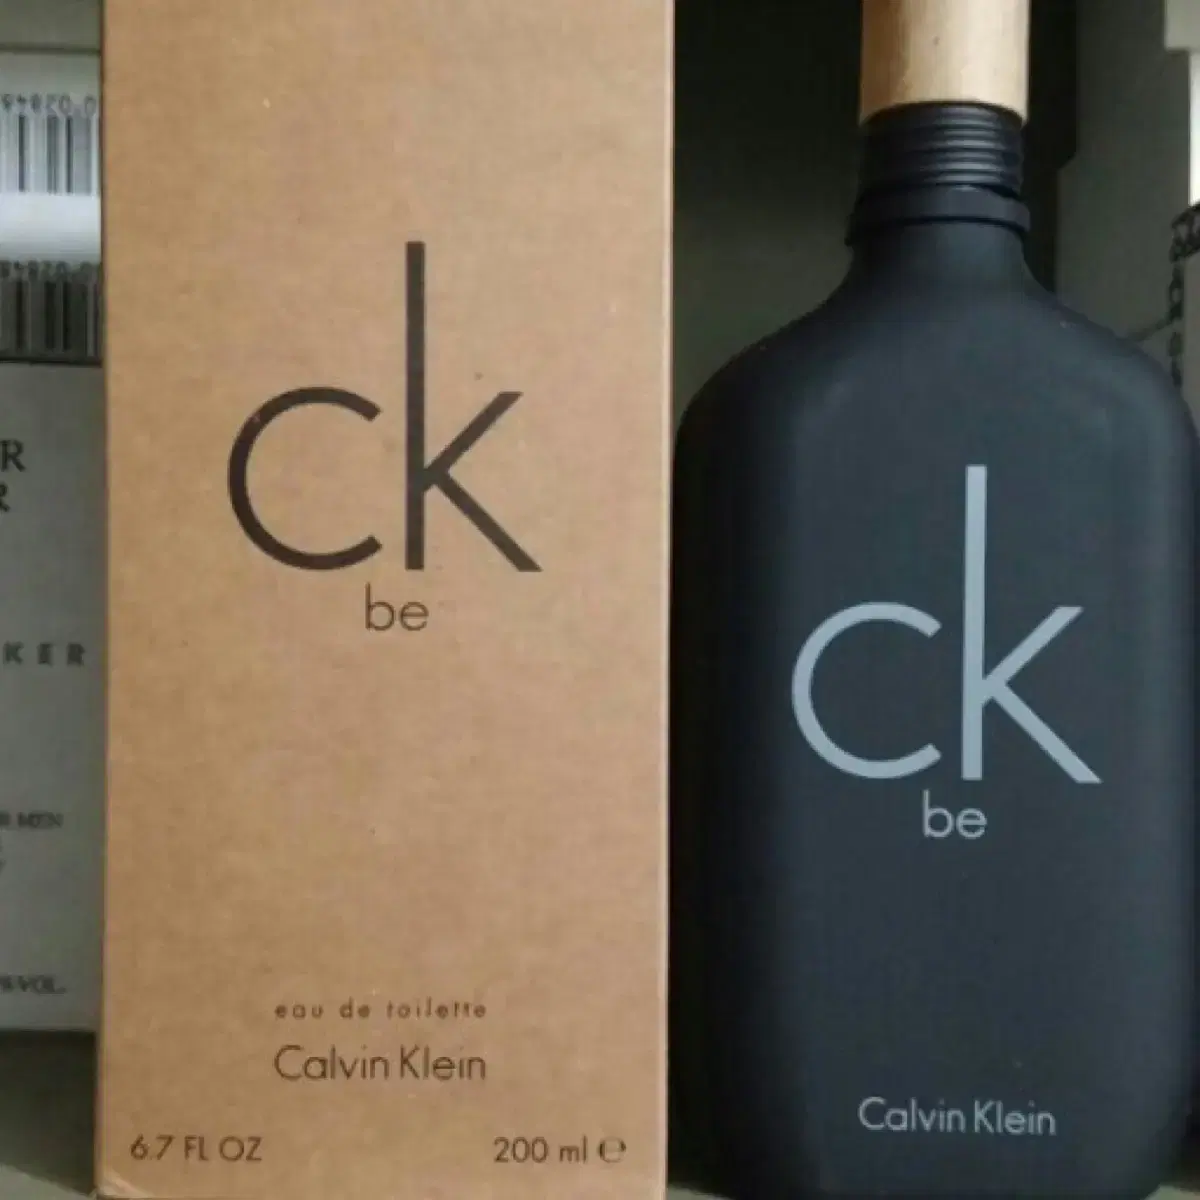 ck
be
eau de toilette
Calvin Klein
6.7 FL OZ
200 ml ℮
ck
be
Calvin Klein